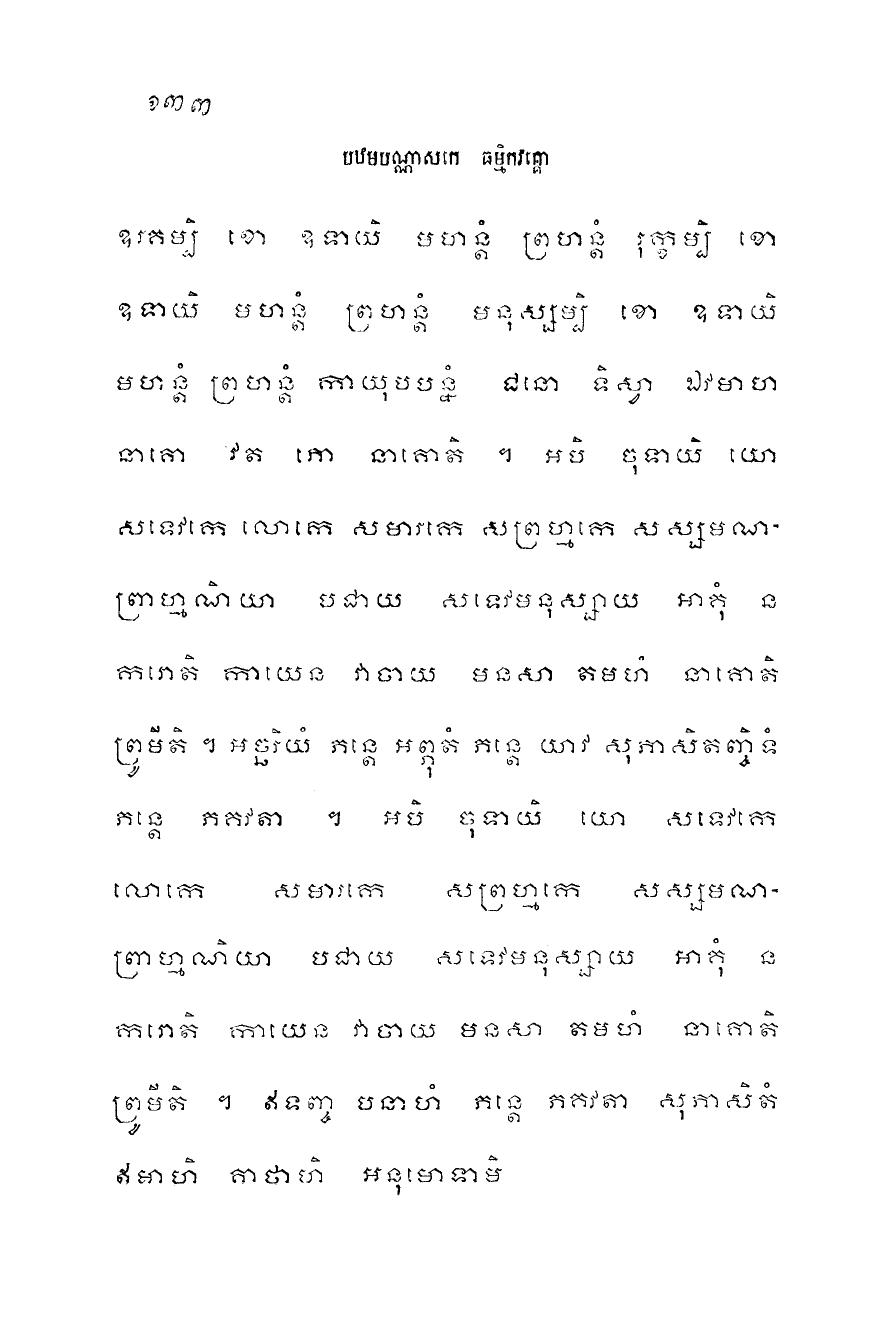 ១៣៣
បឋមបណ្ណាសកេ ធម្មិកវគ្គោ
ឧរគម្បិ ខោ ឧទាយិ មហន្តំ ព្រហន្តំ រុក្ខម្បិ ខោ
ឧទាយិ មហន្តំ ព្រហន្តំ មនុស្សម្បិ ខោ ឧទាយិ
មហន្តំ ព្រហន្តំ កាយុបបន្នំ ជនោ ទិស្វា ឯវមាហ
នាគោ វត ភោ នាគោតិ ។ អបិ ចុទាយិ យោ
សទេវកេ លោកេ សមារកេ សព្រហ្មកេ សស្សមណ-
ព្រាហ្មណិយា បជាយ សទេវមនុស្សាយ អាគុំ ន
ករោតិ កាយេន វាចាយ មនសា តមហំ នាគោតិ
ព្រូមីតិ ។ អច្ឆរិយំ ភន្តេ អព្ភុតំ ភន្តេ យាវ សុភាសិតញ្ចិទំ
ភន្តេ ភគវតា ។ អបិ ចុទាយិ យោ សទេវកេ
លោកេ សមារកេ សព្រហ្មកេ សស្សមណ-
ព្រាហ្មណិយា បជាយ សទេវមនុស្សាយ អាគុំ ន
ករោតិ កាយេន វាចាយ មនសា តមហំ នាគោតិ
ព្រូមីតិ ។ ឥទញ្ច បនាហំ ភន្តេ ភគវតា សុភាសិតំ
ឥមាហិ គាថាហិ អនុមោទាមិ